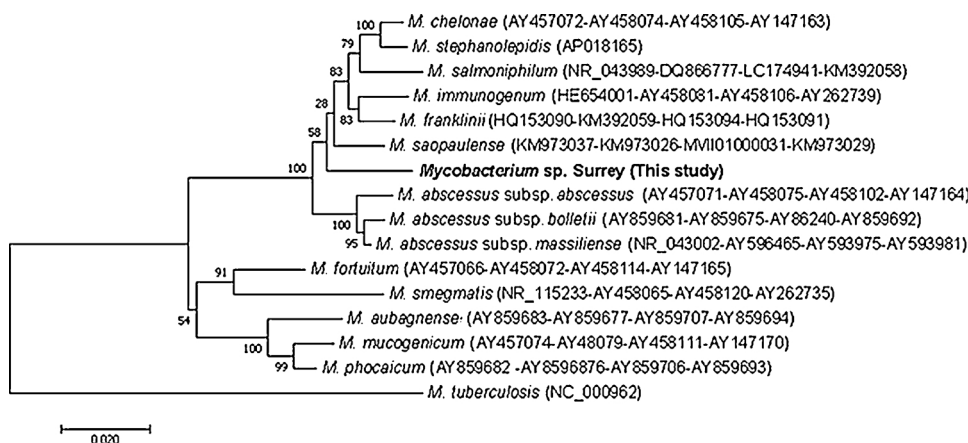 100 M. chelonae (AY457072-AY458074-AY458105-AY147163)
79 M. stephanolepidis (AP018165)
M. salmoniphilum (NR_043989-DQ866777-LC174941-KM392058)
83
M. immunogenum (HE654001-AY458081-AY458106-AY262739)
28
83 M. franklinii (HQ153090-KM392059-HQ153094-HQ153091)
58 M. saopaulense (KM973037-KM973026-MVII01000031-KM973029)
100 Mycobacterium sp. Surrey (This study)
M. abscessus subsp. abscessus (AY457071-AY458075-AY458102-AY147164)
100 M. abscessus subsp. bolletii (AY859681-AY859675-AY86240-AY859692)
95 M. abscessus subsp. massiliense (NR_043002-AY596465-AY593975-AY593981)
91 M. fortuitum (AY457066-AY458072-AY458114-AY147165)
M. smegmatis (NR_115233-AY458065-AY458120-AY262735)
54 M. aubagnense (AY859683-AY859677-AY859707-AY859694)
100 M. mucogenicum (AY457074-AY48079-AY458111-AY147170)
99 M. phocaicum (AY859682 -AY8596876-AY859706-AY859693)
M. tuberculosis (NC_000962)
0.020